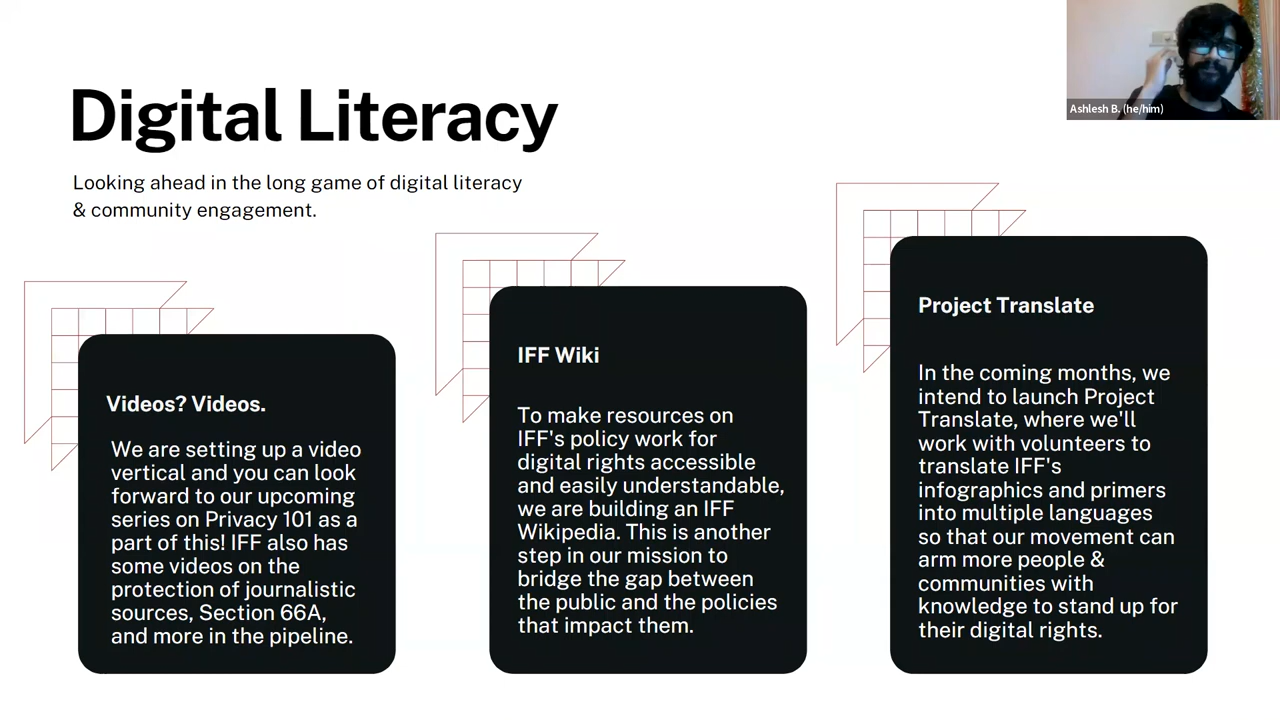 Digital Literacy
Looking ahead in the long game of digital literacy
& community engagement.
Ashlesh B. (he/him)
Videos? Videos.
We are setting up a video
vertical and you can look
forward to our upcoming
series on Privacy 101 as a
part of this! IFF also has
some videos on the
protection of journalistic
sources, Section 66A,
and more in the pipeline.
IFF Wiki
To make resources on
IFF's policy work for
digital rights accessible
and easily understandable,
we are building an IFF
Wikipedia. This is another
step in our mission to
bridge the gap between
the public and the policies
that impact them.
Project Translate
In the coming months, we
intend to launch Project
Translate, where we'll
work with volunteers to
translate IFF's
infographics and primers
into multiple languages
so that our movement can
arm more people &
communities with
knowledge to stand up for
their digital rights.